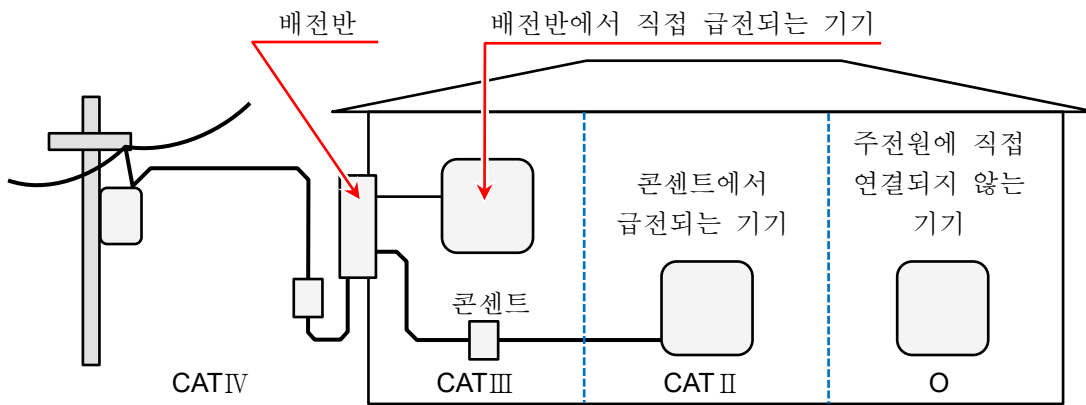 배전반
배전반에서 직접 급전되는 기기
주전원에 직접
연결되지 않는
기기
콘센트에서
급전되는 기기
콘센트
CATⅣ
CATⅢ
CATⅡ
O